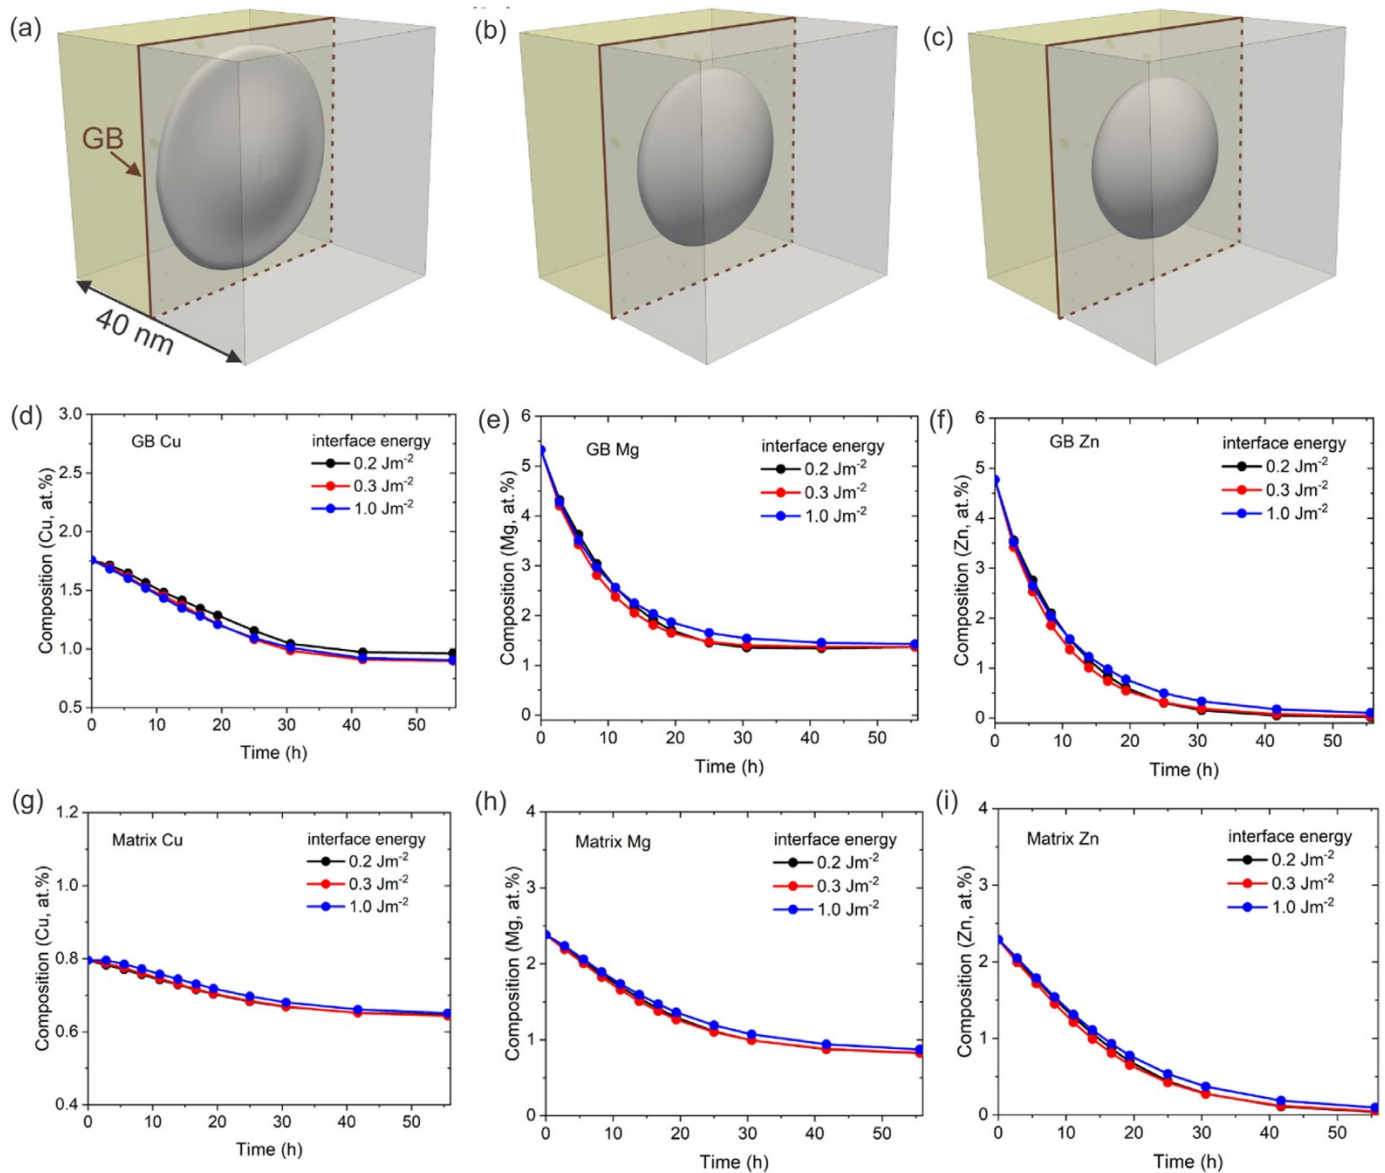 (a)
(b)
(c)
GB
40 nm
(d)
3.0
2.5
2.0
1.5
1.0
0.5
GB Cu
interface energy
0.2 Jm-2
0.3 Jm-2
1.0 Jm-2
Composition (Cu, at.%)
0 10 20 30 40 50
Time (h)
(e)
6
5
4
3
2
1
0
GB Mg
interface energy
0.2 Jm-2
0.3 Jm-2
1.0 Jm-2
Composition (Mg, at.%)
0 10 20 30 40 50
Time (h)
(f)
6
5
4
3
2
1
0
GB Zn
interface energy
0.2 Jm-2
0.3 Jm-2
1.0 Jm-2
Composition (Zn, at.%)
0 10 20 30 40 50
Time (h)
(g)
1.2
1.0
0.8
0.6
0.4
Matrix Cu
interface energy
0.2 Jm-2
0.3 Jm-2
1.0 Jm-2
Composition (Cu, at.%)
0 10 20 30 40 50
Time (h)
(h)
4
3
2
1
0
Matrix Mg
interface energy
0.2 Jm-2
0.3 Jm-2
1.0 Jm-2
Composition (Mg, at.%)
0 10 20 30 40 50
Time (h)
(i)
4
3
2
1
0
Matrix Zn
interface energy
0.2 Jm-2
0.3 Jm-2
1.0 Jm-2
Composition (Zn, at.%)
0 10 20 30 40 50
Time (h)